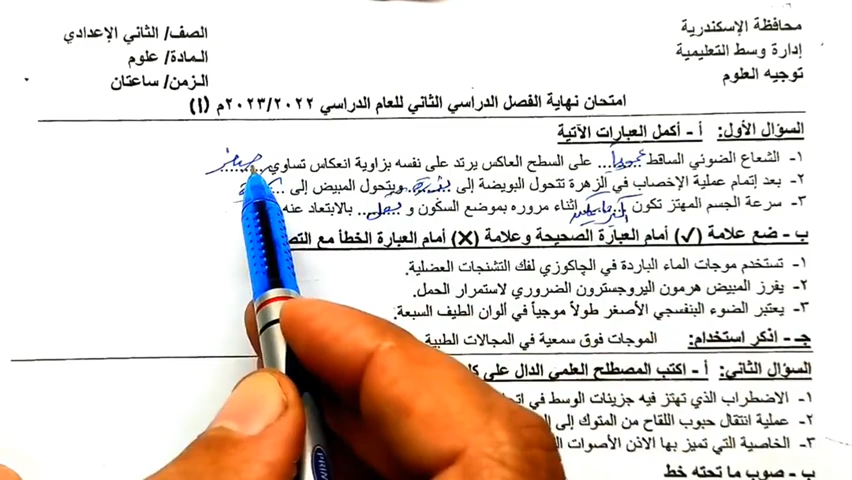 محافظة الإسكندرية
إدارة وسط التعليمية
توجيه العلوم
الصف/ الثاني الإعدادي
المادة/ علوم
الزمن/ ساعتان
امتحان نهاية الفصل الدراسي الثاني للعام الدراسي ٢٠٢٣/٢٠٢٢م (أ)
السؤال الأول: أ - أكمل العبارات الآتية
١- الشعاع الضوئي الساقط عموديًا... على السطح العاكس يرتد على نفسه بزاوية انعكاس تساوي صفر
٢- بعد إتمام عملية الإخصاب في الزهرة تتحول البويضة إلى بذرة.. ويتحول المبيض إلى
٣- سرعة الجسم المهتز تكون أثناء مروره بموضع السكون و تقل.... بالابتعاد عنه
ب - ضع علامة (√) أمام العبارة الصحيحة وعلامة (X) أمام العبارة الخطأ مع
١- تستخدم موجات الماء الباردة في الچاكوزي لفك التشنجات العضلية.
٢- يفرز المبيض هرمون البروجسترون الضروري لاستمرار الحمل.
٣- يعتبر الضوء البنفسجي الأصغر طولاً موجياً في ألوان الطيف السبعة.
جـ - اذكر استخدام: الموجات فوق سمعية في المجالات الطبية
السؤال الثاني: أ - اكتب المصطلح العلمي الدال على
١- الاضطراب الذي تهتز فيه جزيئات الوسط في
٢- عملية انتقال حبوب اللقاح من المتوك إلى
٣- الخاصية التي تميز بها الاذن الأصوات
ب - صوب ما تحته خط